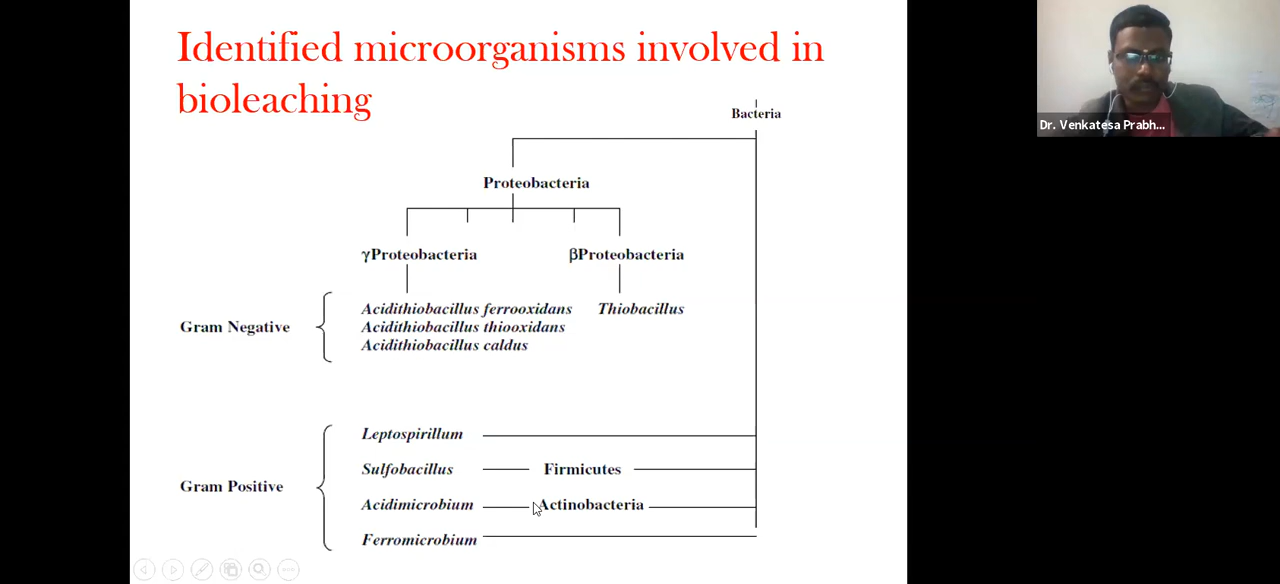 Identified microorganisms involved in
bioleaching
Dr. Venkatesa Prabh...
Bacteria
Proteobacteria
γProteobacteria
βProteobacteria
Gram Negative
Acidithiobacillus ferrooxidans
Thiobacillus
Acidithiobacillus thiooxidans
Acidithiobacillus caldus
Gram Positive
Leptospirillum
Sulfobacillus
Firmicutes
Acidimicrobium
Actinobacteria
Ferromicrobium